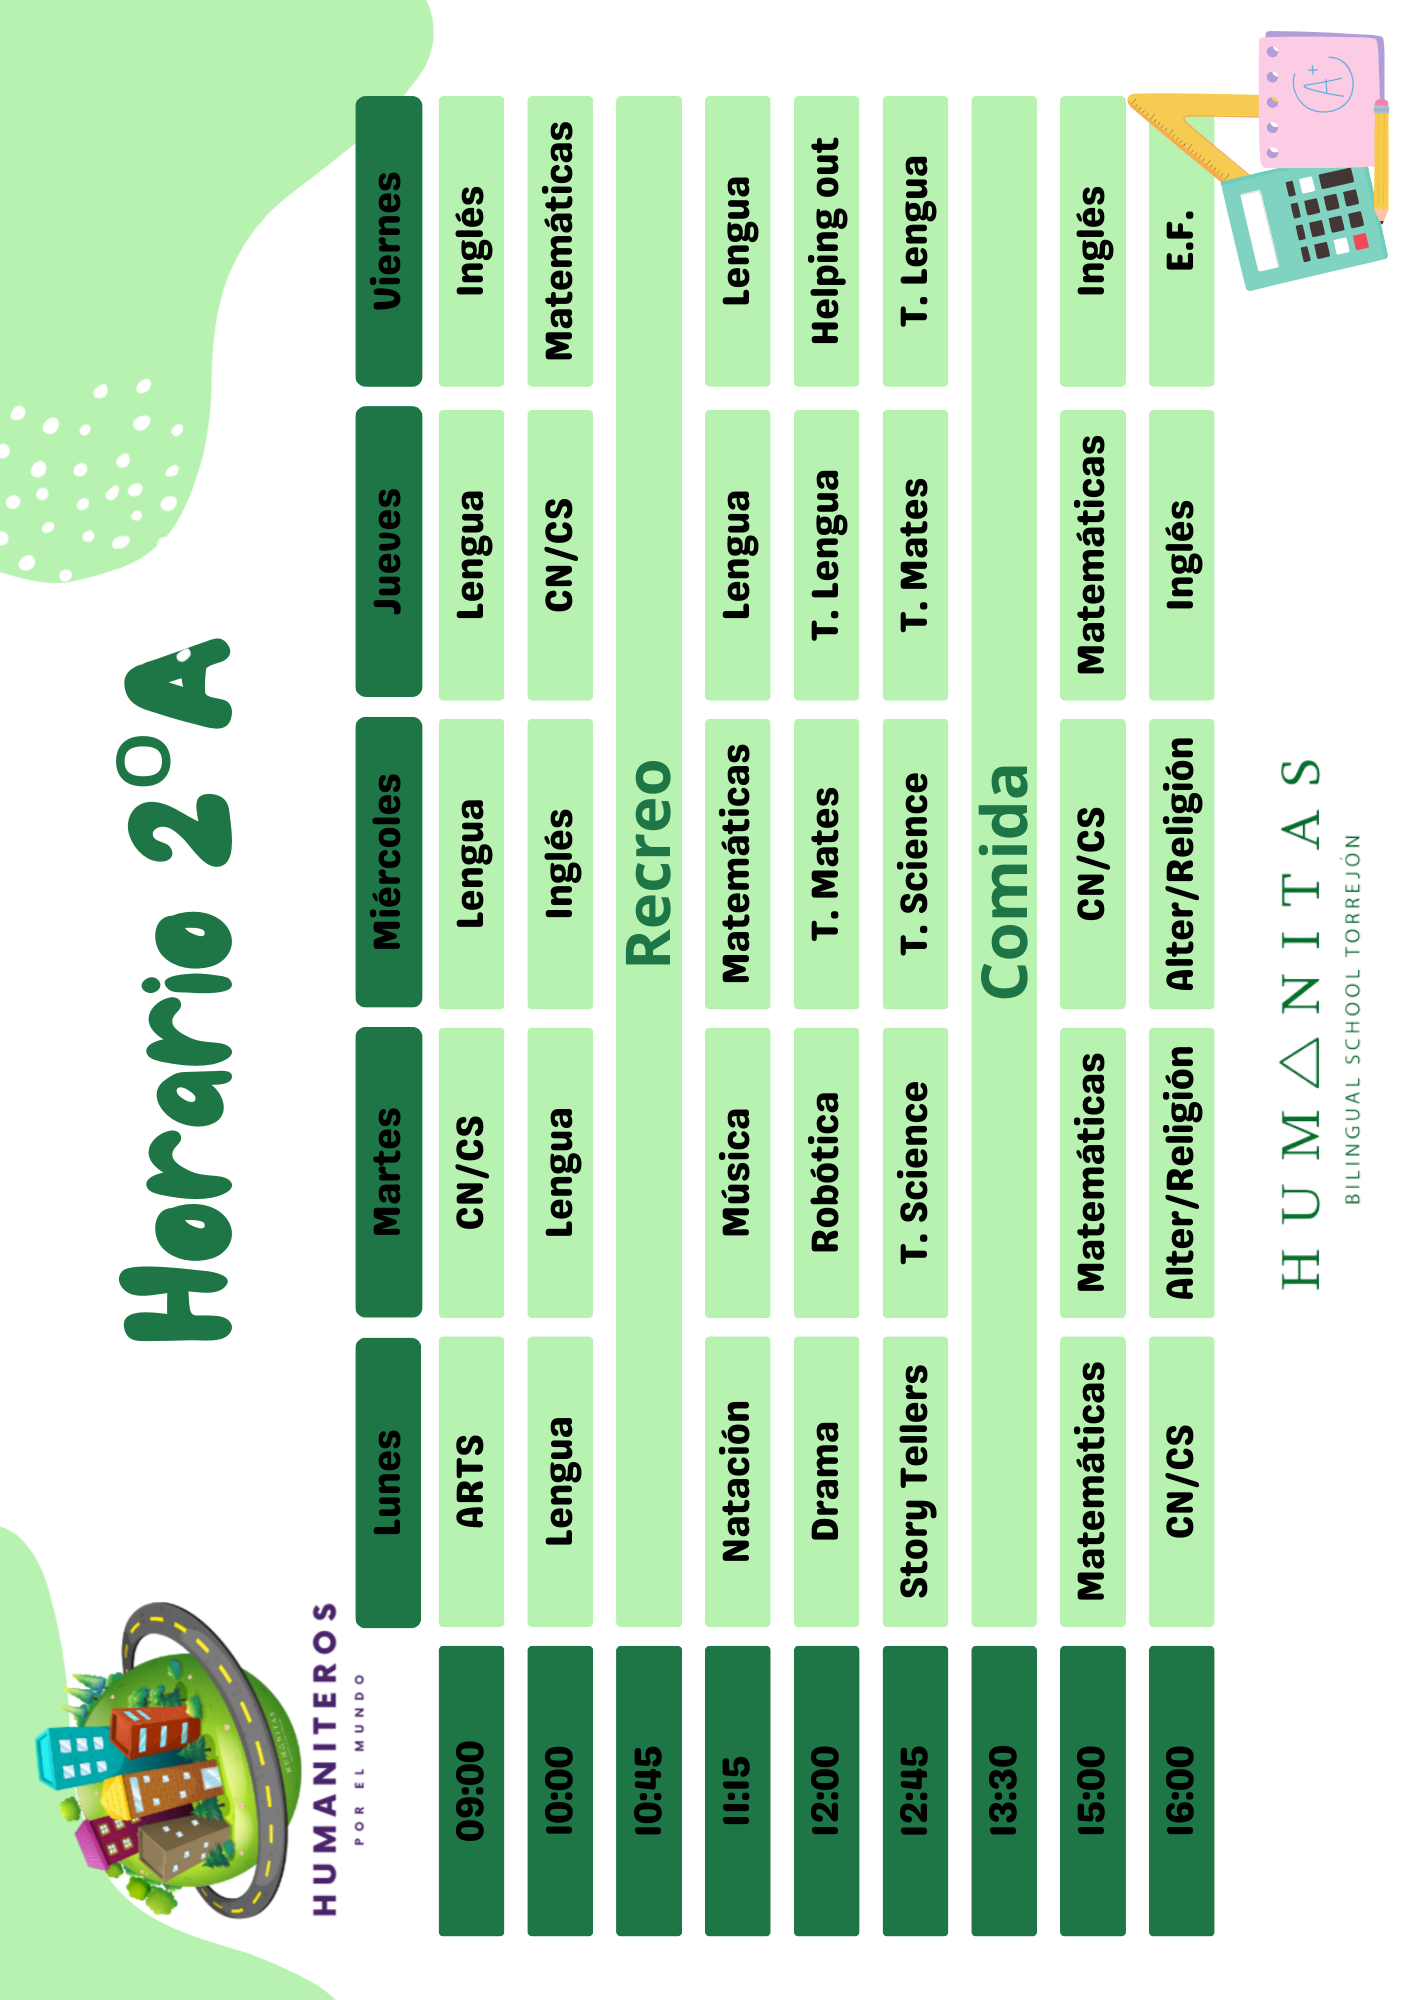 Horario 2ºA
HUMANITEROS
POR EL MUNDO
Lunes Martes Miércoles Jueves Viernes
09:00 ARTS CN/CS Lengua Lengua Inglés
10:00 Lengua Lengua Inglés CN/CS Matemáticas
10:45 Recreo
11:15 Natación Música Matemáticas Lengua Lengua
12:00 Drama Robótica T. Mates T. Lengua Helping out
12:45 Story Tellers T. Science T. Science T. Mates T. Lengua
13:30 Comida
15:00 Matemáticas Matemáticas CN/CS Matemáticas Inglés
16:00 CN/CS Alter/Religión Alter/Religión Inglés E.F.
A+
HUMANITAS
BILINGUAL SCHOOL TORREJÓN